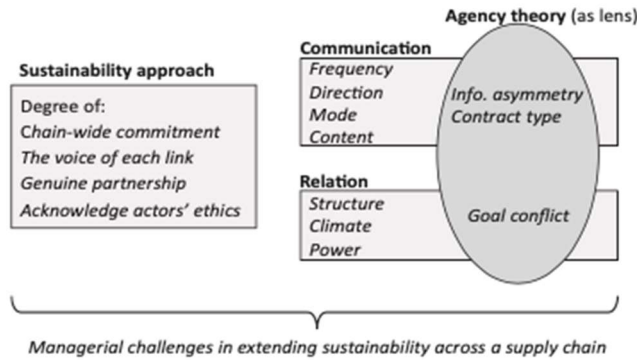 Agency theory (as lens)
Sustainability approach
Degree of:
Chain-wide commitment
The voice of each link
Genuine partnership
Acknowledge actors' ethics
Communication
Frequency
Direction
Mode
Content
Info. asymmetry
Contract type
Relation
Structure
Climate
Power
Goal conflict
Managerial challenges in extending sustainability across a supply chain